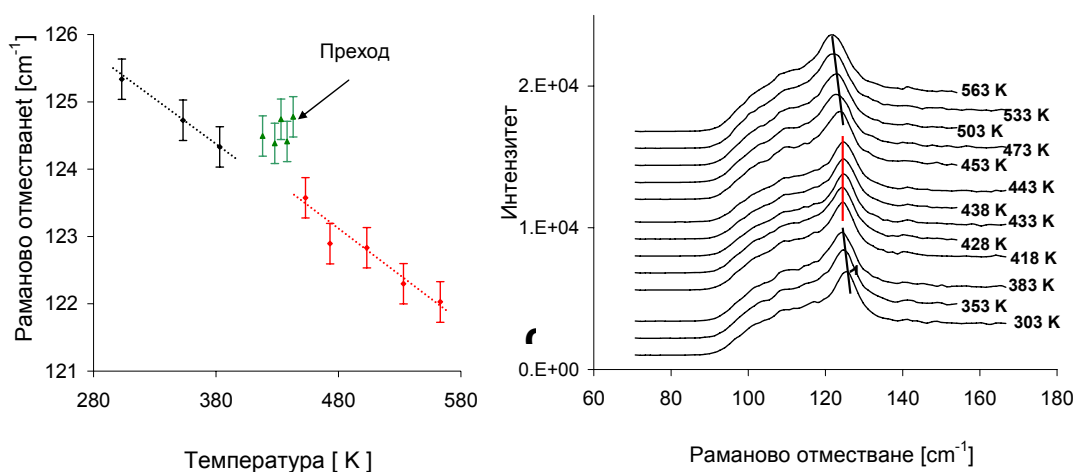 Раманово отместванеt [cm-1]
126
125
124
123
122
121
280
380
480
580
Температура [ K ]
Преход
Интензитет
2.E+04
1.E+04
0.E+00
60
80
100
120
140
160
180
Раманово отместване [cm-1]
563 K
533 K
503 K
473 K
453 K
443 K
438 K
433 K
428 K
418 K
383 K
353 K
303 K